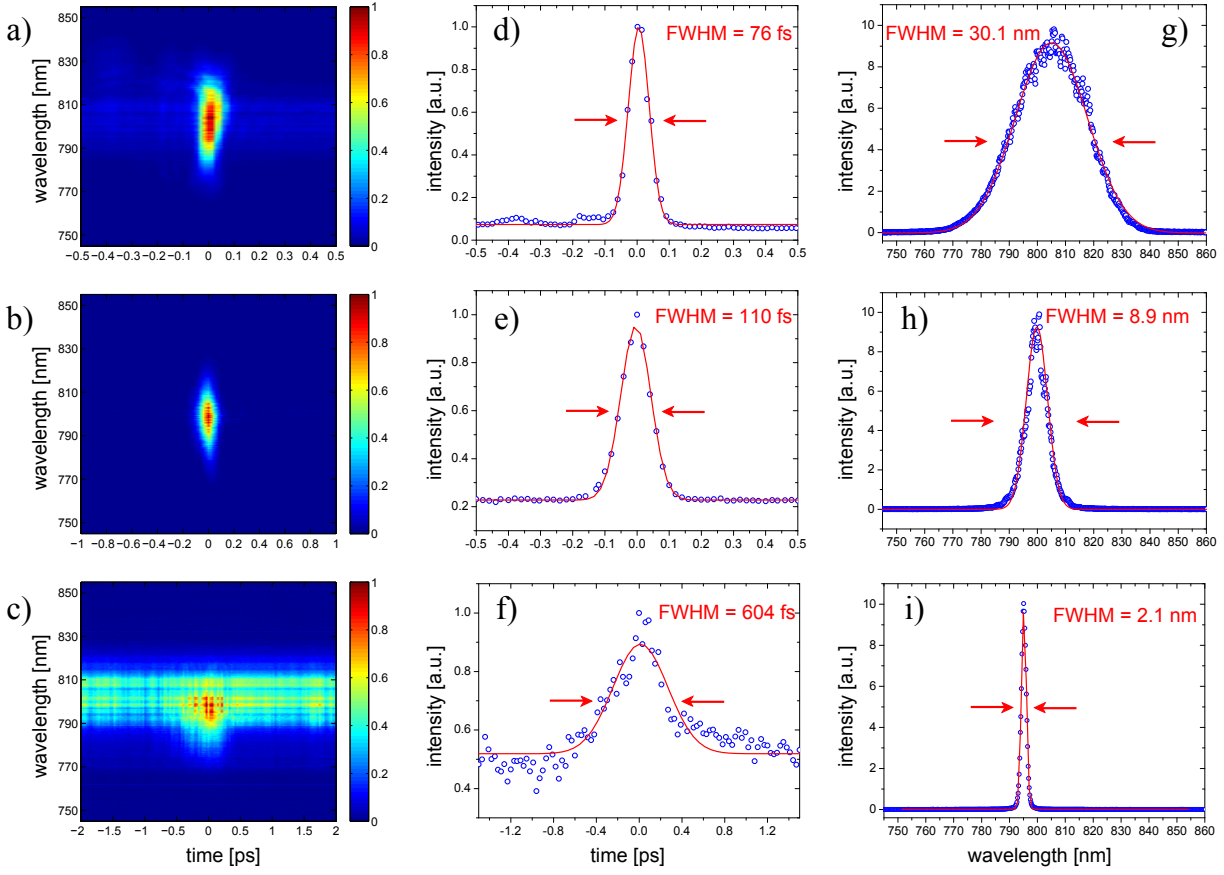 a)
wavelength [nm]
850
830
810
790
770
750
−0.5 −0.4 −0.3 −0.2 −0.1 0 0.1 0.2 0.3 0.4 0.5
1
0.8
0.6
0.4
0.2
0
d)
FWHM = 76 fs
intensity [a.u.]
1.0
0.8
0.6
0.4
0.2
0.0
-0.5 -0.4 -0.3 -0.2 -0.1 0.0 0.1 0.2 0.3 0.4 0.5
g)
FWHM = 30.1 nm
intensity [a.u.]
10
8
6
4
2
0
750 760 770 780 790 800 810 820 830 840 850 860
b)
wavelength [nm]
850
830
810
790
770
750
−1 −0.8 −0.6 −0.4 −0.2 0 0.2 0.4 0.6 0.8 1
1
0.8
0.6
0.4
0.2
0
e)
FWHM = 110 fs
intensity [a.u.]
1.0
0.8
0.6
0.4
0.2
-0.5 -0.4 -0.3 -0.2 -0.1 0.0 0.1 0.2 0.3 0.4 0.5
h)
FWHM = 8.9 nm
intensity [a.u.]
10
8
6
4
2
0
750 760 770 780 790 800 810 820 830 840 850 860
c)
wavelength [nm]
850
830
810
790
770
750
−2 −1.5 −1 −0.5 0 0.5 1 1.5 2
time [ps]
1
0.8
0.6
0.4
0.2
0
f)
FWHM = 604 fs
intensity [a.u.]
1.0
0.8
0.6
0.4
-1.2 -0.8 -0.4 0.0 0.4 0.8 1.2
time [ps]
i)
FWHM = 2.1 nm
intensity [a.u.]
10
8
6
4
2
0
750 760 770 780 790 800 810 820 830 840 850 860
wavelength [nm]